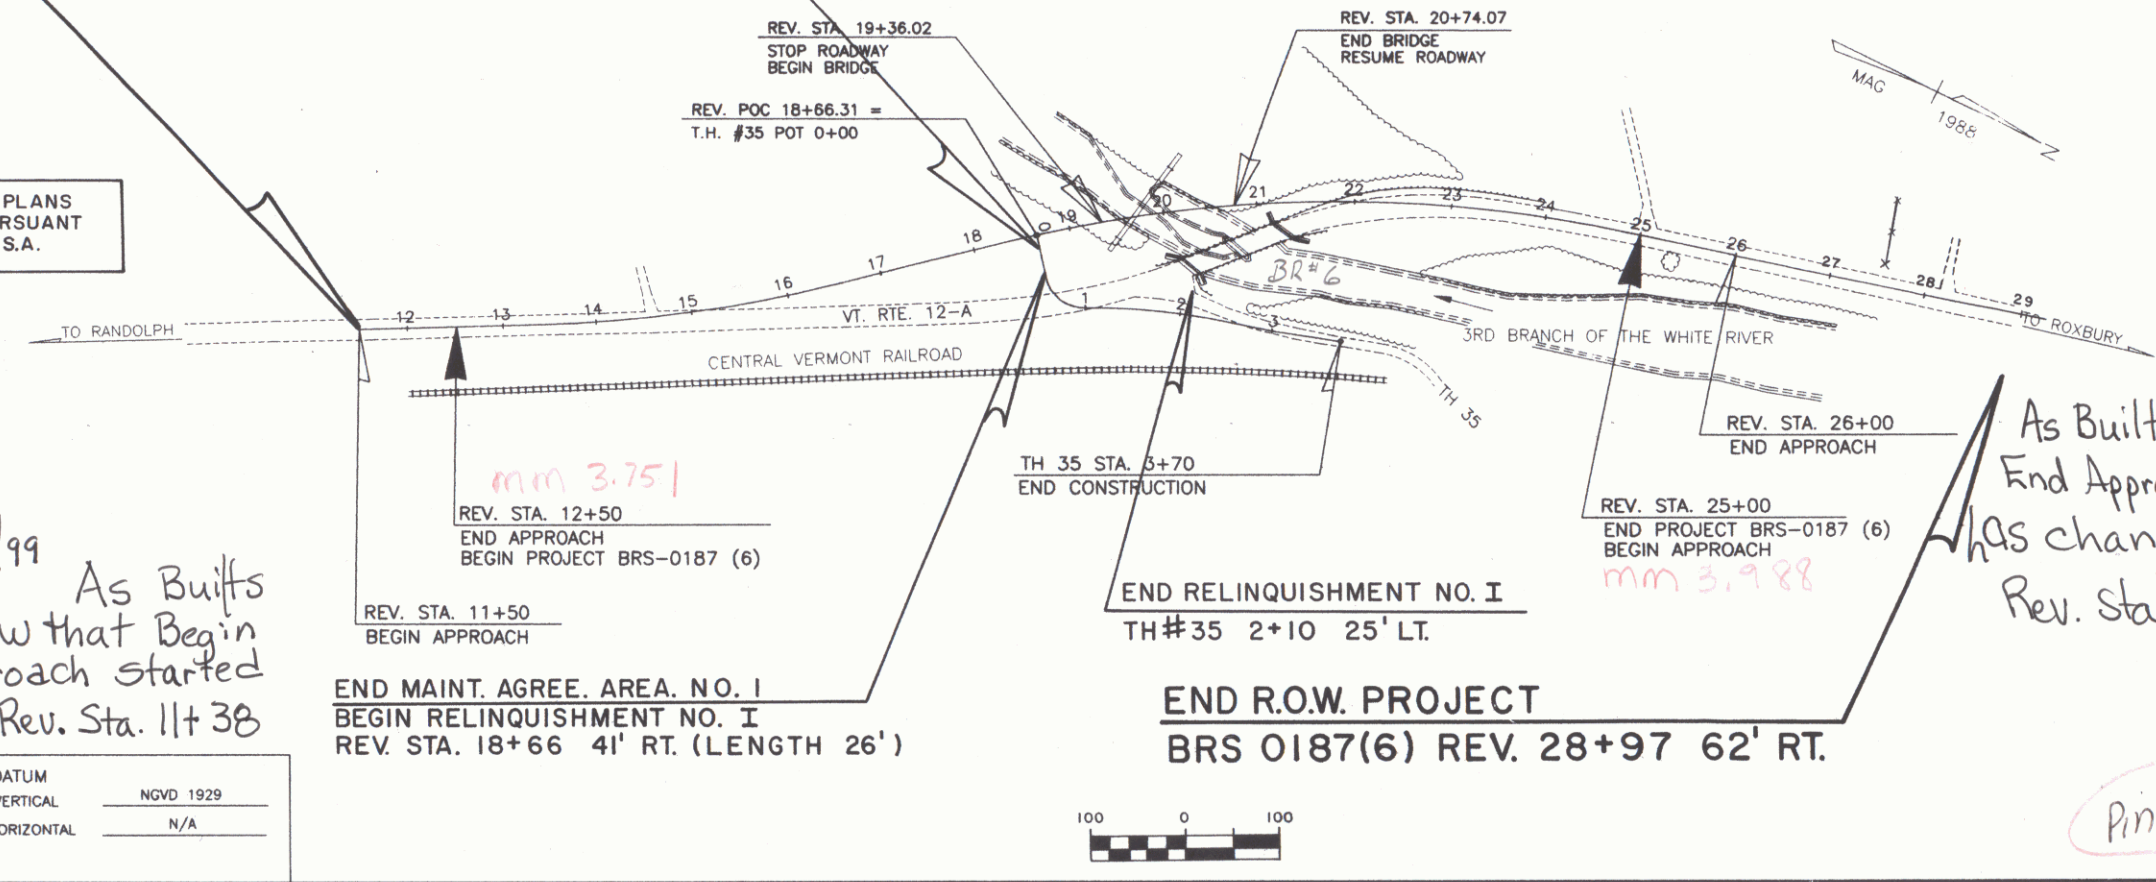 REV. STA. 19+36.02
STOP ROADWAY
BEGIN BRIDGE
REV. STA. 20+74.07
END BRIDGE
RESUME ROADWAY
REV. POC 18+66.31 =
T.H. #35 POT 0+00
MAG
1988
N
PLANS
S.A.
12
13
14
15
16
17
18
0
19
20
21
22
23
24
25
26
27
28
29
1
2
3
BR#6
TO RANDOLPH
VT. RTE. 12-A
CENTRAL VERMONT RAILROAD
3RD BRANCH OF THE WHITE RIVER
TO ROXBURY
TH 35
mm 3.751
REV. STA. 12+50
END APPROACH
BEGIN PROJECT BRS-0187 (6)
REV. STA. 11+50
BEGIN APPROACH
TH 35 STA. 3+70
END CONSTRUCTION
REV. STA. 26+00
END APPROACH
REV. STA. 25+00
END PROJECT BRS-0187 (6)
BEGIN APPROACH
mm 3.988
As Built
End
has
Rev. Sta
99
As Builts
that Begin
started
Rev. Sta. 11+38
END MAINT. AGREE. AREA. NO. 1
BEGIN RELINQUISHMENT NO. I
REV. STA. 18+66 41' RT. (LENGTH 26')
END RELINQUISHMENT NO. I
TH#35 2+10 25' LT.
END R.O.W. PROJECT
BRS 0187(6) REV. 28+97 62' RT.
NGVD 1929
N/A
100 0 100